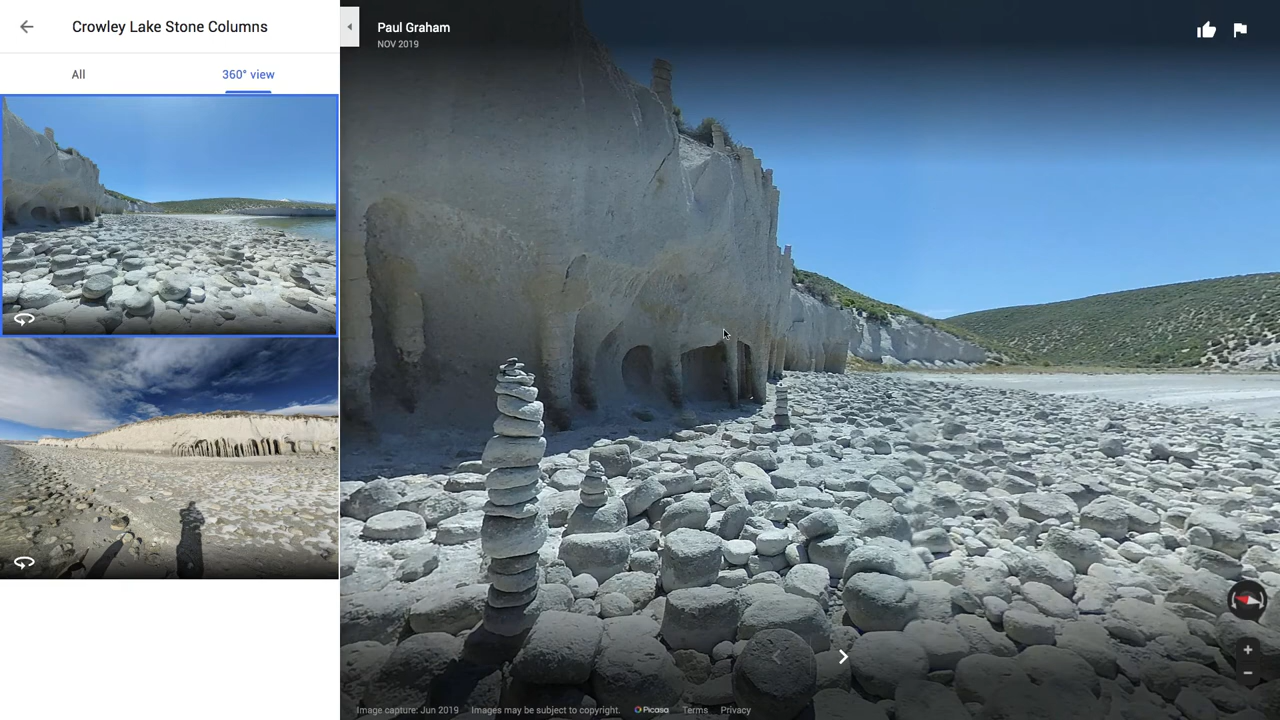 Crowley Lake Stone Columns
All
360° view
Paul Graham
NOV 2019
Image capture: Jun 2019 Images may be subject to copyright. Picasa Terms Privacy